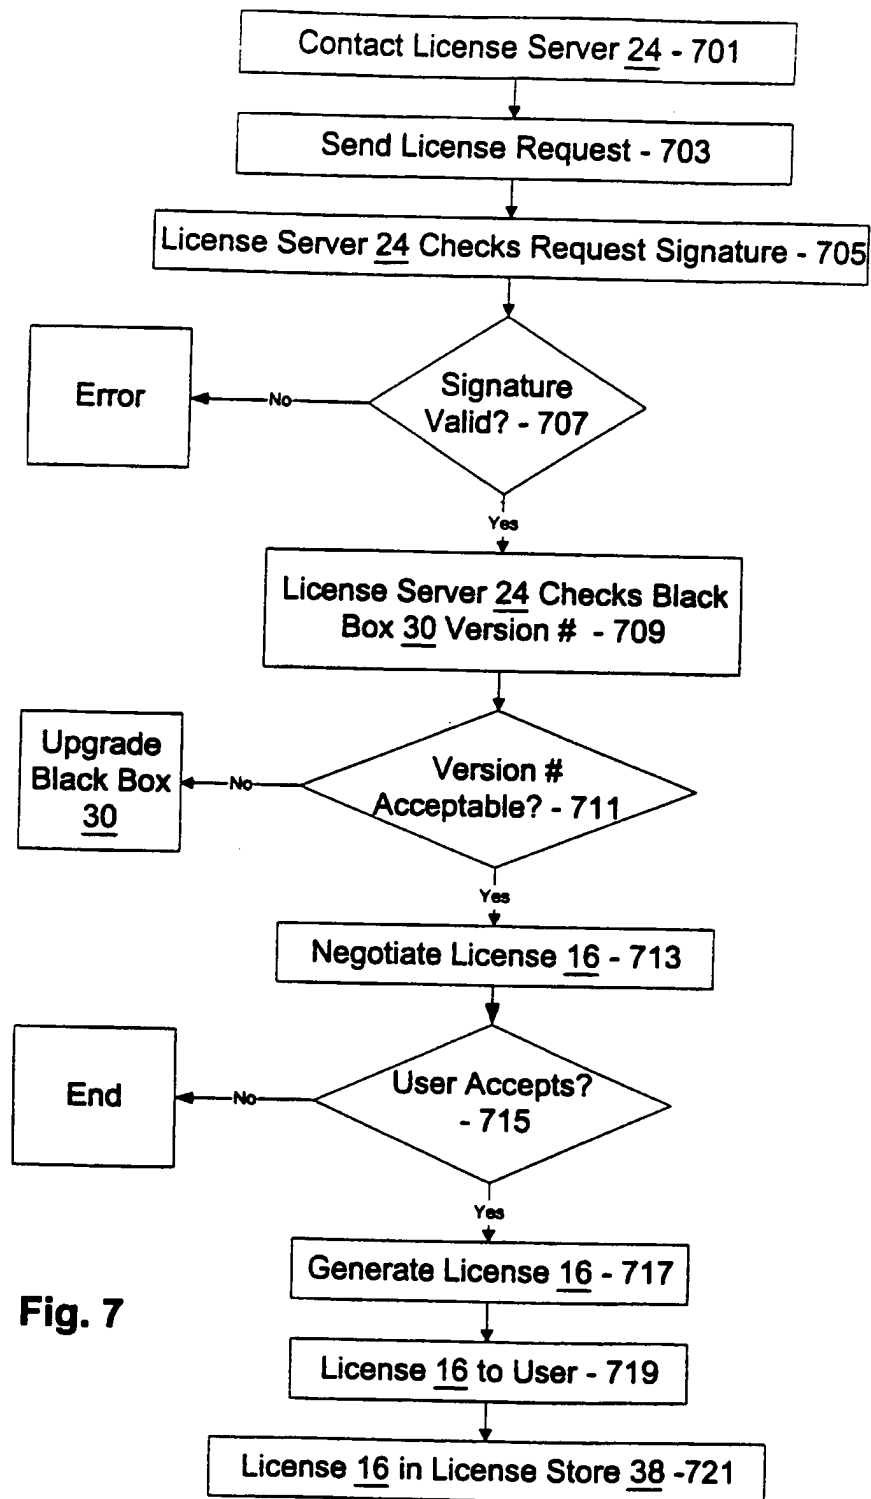 Contact License Server 24 - 701
Send License Request - 703
License Server 24 Checks Request Signature - 705
Signature
Valid? - 707
No
Error
Yes
License Server 24 Checks Black
Box 30 Version # - 709
Version #
Acceptable? - 711
No
Upgrade
Black Box
30
Yes
Negotiate License 16 - 713
User Accepts?
- 715
No
End
Yes
Generate License 16 - 717
Fig. 7
License 16 to User - 719
License 16 in License Store 38 -721